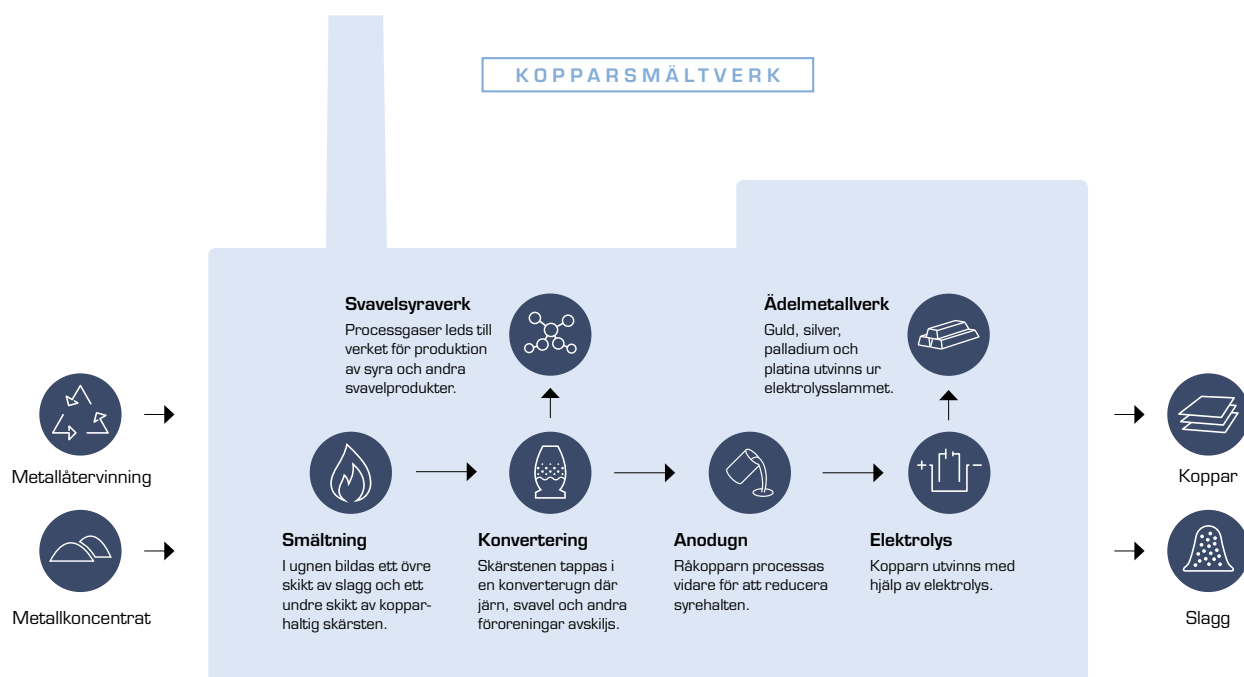 KOPPARSMÄLTVERK
Svavelsyraverk
Processgaser leds till
verket för produktion
av syra och andra
svavelprodukter.
Ädelmetallverk
Guld, silver,
palladium och
platina utvinns ur
elektrolysslammet.
Metallåtervinning
Metallkoncentrat
Smältning
I ugnen bildas ett övre
skikt av slagg och ett
undre skikt av koppar-
haltig skärsten.
Konvertering
Skärstenen tappas i
en konverterugn där
järn, svavel och andra
föroreningar avskiljs.
Anodugn
Råkopparn processas
vidare för att reducera
syrehalten.
+ −
Elektrolys
Kopparn utvinns med
hjälp av elektrolys.
Koppar
Slagg